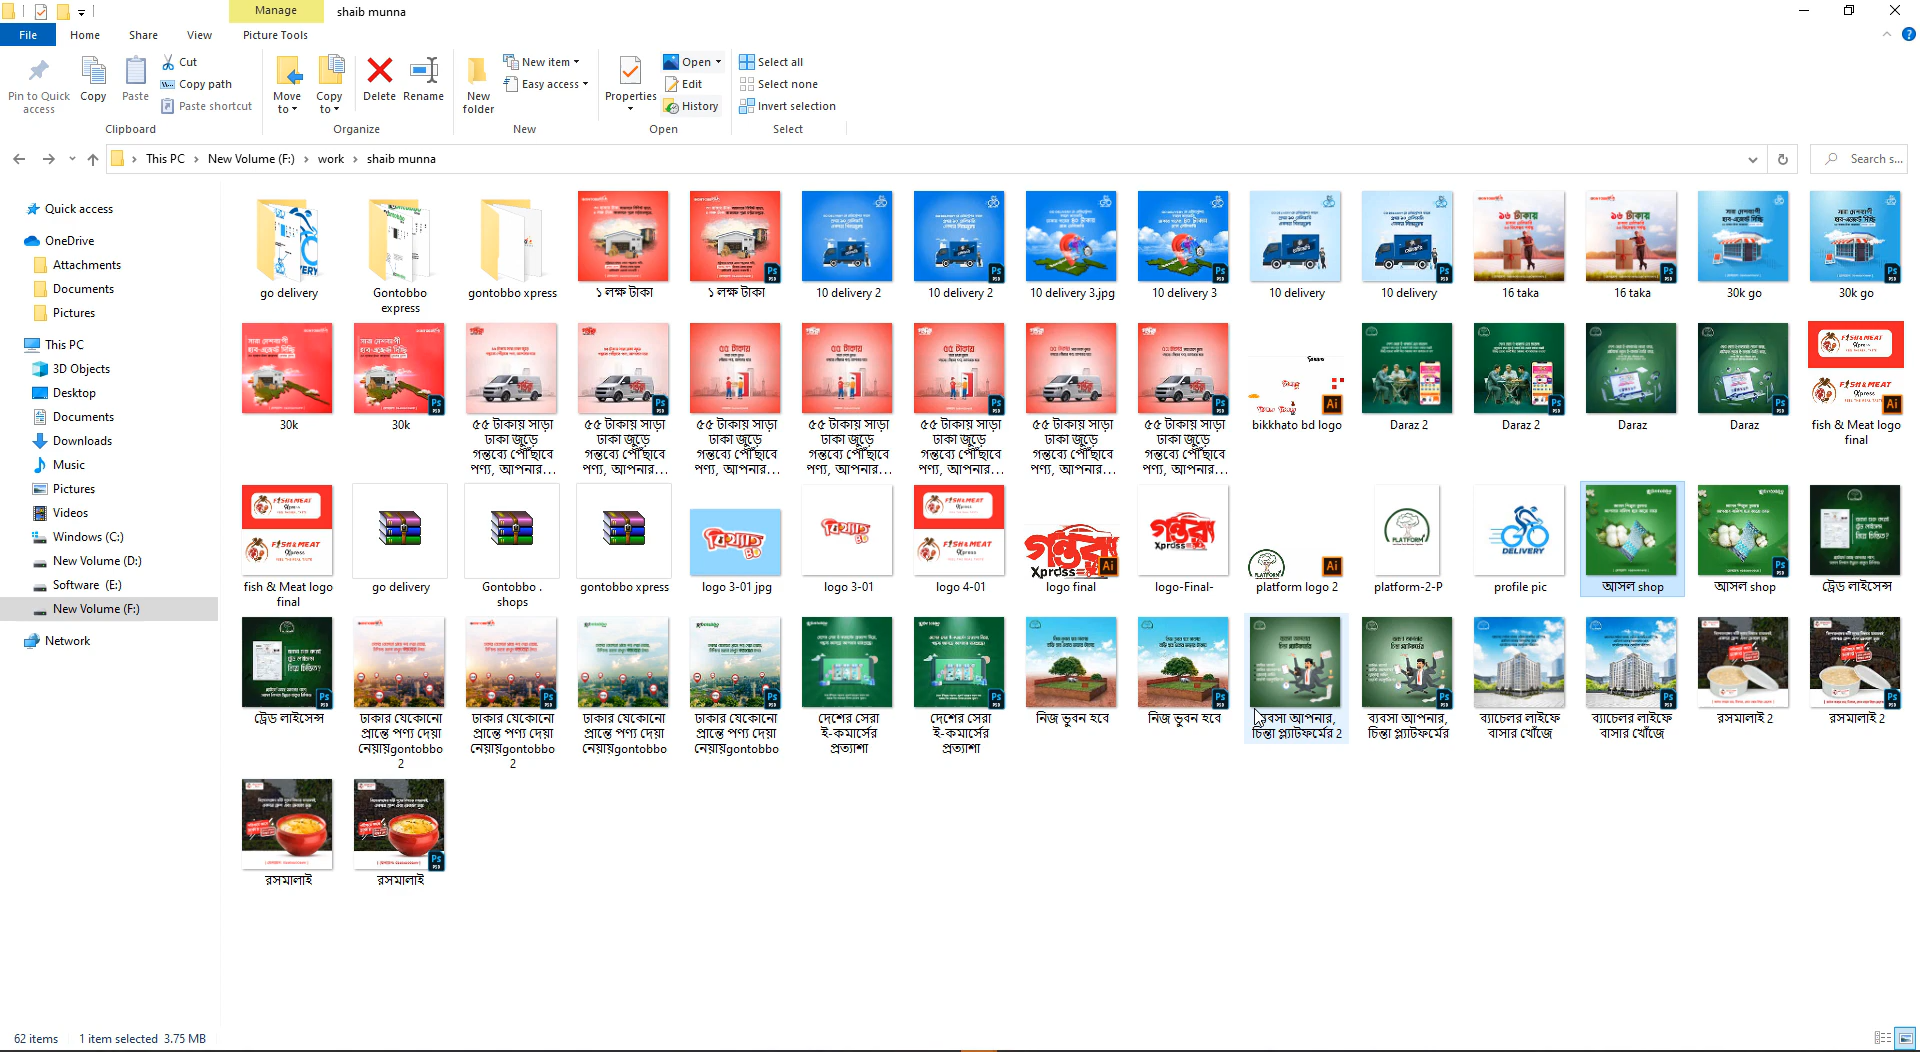 Manage
shaib munna
File
Home
Share
View
Picture Tools
Pin to Quick access
Copy
Paste
Cut
Copy path
Paste shortcut
Move to
Copy to
Delete
Rename
New folder
New item
Easy access
Properties
Open
Edit
History
Select all
Select none
Invert selection
Clipboard
Organize
New
Open
Select
This PC > New Volume (F:) > work > shaib munna
Search s...
Quick access
OneDrive
Attachments
Documents
Pictures
This PC
3D Objects
Desktop
Documents
Downloads
Music
Pictures
Videos
Windows (C:)
New Volume (D:)
Software (E:)
New Volume (F:)
Network
go delivery
Gontobbo express
gontobbo xpress
১ লক্ষ টাকা
১ লক্ষ টাকা
10 delivery 2
10 delivery 2
10 delivery 3.jpg
10 delivery 3
10 delivery
10 delivery
16 taka
16 taka
30k go
30k go
30k
30k
৫৫ টাকায় সাড়া ঢাকা জুড়ে গন্তব্যে পৌঁছাবে পণ্য, আপনার...
৫৫ টাকায় সাড়া ঢাকা জুড়ে গন্তব্যে পৌঁছাবে পণ্য, আপনার...
৫৫ টাকায় সাড়া ঢাকা জুড়ে গন্তব্যে পৌঁছাবে পণ্য, আপনার...
৫৫ টাকায় সাড়া ঢাকা জুড়ে গন্তব্যে পৌঁছাবে পণ্য, আপনার...
৫৫ টাকায় সাড়া ঢাকা জুড়ে গন্তব্যে পৌঁছাবে পণ্য, আপনার...
৫৫ টাকায় সাড়া ঢাকা জুড়ে গন্তব্যে পৌঁছাবে পণ্য, আপনার...
৫৫ টাকায় সাড়া ঢাকা জুড়ে গন্তব্যে পৌঁছাবে পণ্য, আপনার...
bikkhato bd logo
Daraz 2
Daraz 2
Daraz
Daraz
fish & Meat logo final
fish & Meat logo final
go delivery
Gontobbo . shops
gontobbo xpress
logo 3-01 jpg
logo 3-01
logo 4-01
logo final
logo-Final-
platform logo 2
platform-2-P
profile pic
আসল shop
আসল shop
ট্রেড লাইসেন্স
ট্রেড লাইসেন্স
ঢাকার যেকোনো প্রান্তে পণ্য দেয়া নেয়ায়gontobbo 2
ঢাকার যেকোনো প্রান্তে পণ্য দেয়া নেয়ায়gontobbo 2
ঢাকার যেকোনো প্রান্তে পণ্য দেয়া নেয়ায়gontobbo
ঢাকার যেকোনো প্রান্তে পণ্য দেয়া নেয়ায়gontobbo
দেশের সেরা ই-কমার্সের প্রত্যাশা
দেশের সেরা ই-কমার্সের প্রত্যাশা
নিজ ভুবন হবে
নিজ ভুবন হবে
ব্যবসা আপনার, চিন্তা প্ল্যাটফর্মের 2
ব্যবসা আপনার, চিন্তা প্ল্যাটফর্মের
ব্যাচেলর লাইফে বাসার খোঁজে
ব্যাচেলর লাইফে বাসার খোঁজে
রসমালাই 2
রসমালাই 2
রসমালাই
রসমালাই
62 items
1 item selected 3.75 MB